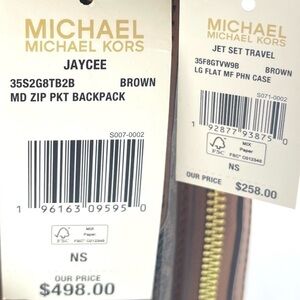 MICHAEL
MICHAEL KORS
JAYCEE
35S2G8TB2B BROWN
MD ZIP PKT BACKPACK
S007-0002
1 96163 09595 0
MIX
Paper
NS
OUR PRICE
$498.00
MICHAEL
MICHAEL KORS
JET SET TRAVEL
35F8GTVW9B BROWN
LG FLAT MF PHN CASE
S071-0002
1 92877 93875 0
MIX
Paper
NS
OUR PRICE
$258.00